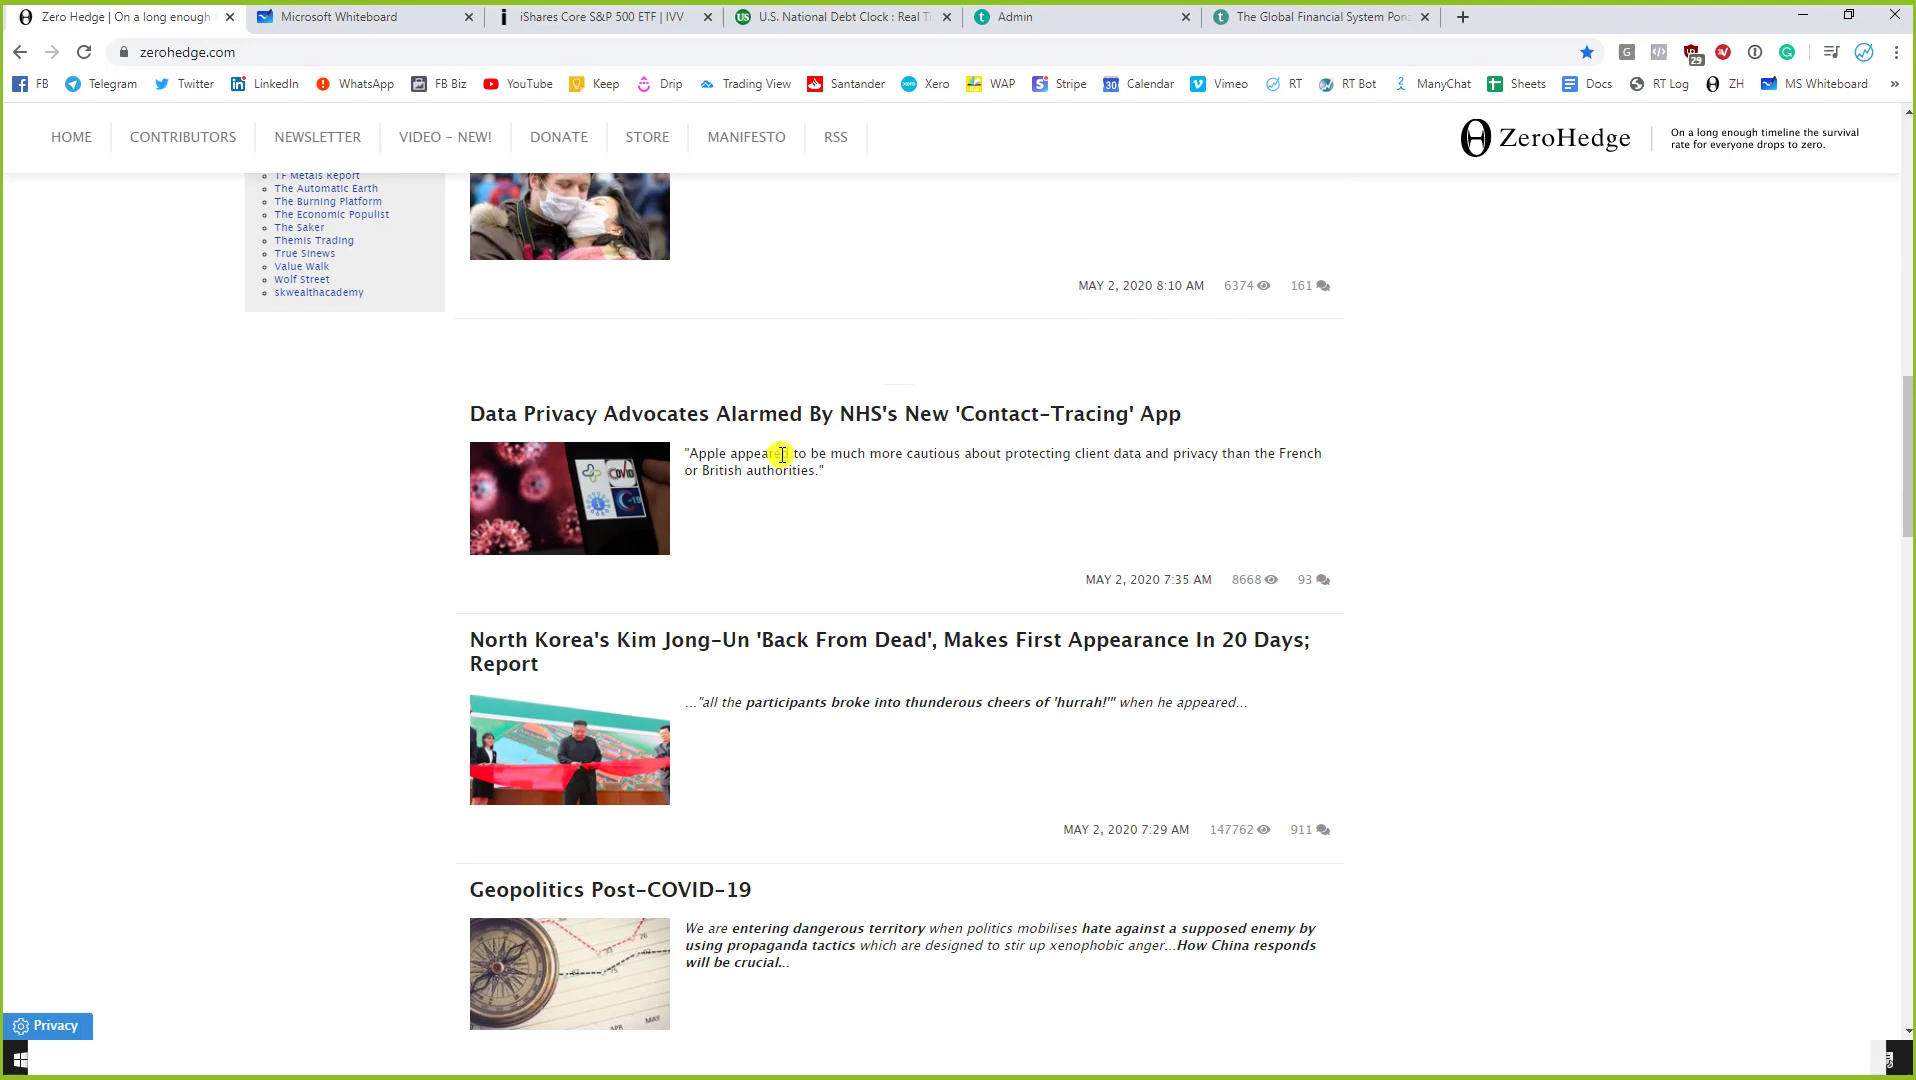 Zero Hedge | On a long enough
Microsoft Whiteboard
iShares Core S&P 500 ETF | IVV
U.S. National Debt Clock : Real Ti
Admin
The Global Financial System Ponz
zerohedge.com
29
FB
Telegram
Twitter
LinkedIn
WhatsApp
FB Biz
YouTube
Keep
Drip
Trading View
Santander
Xero
WAP
Stripe
Calendar
Vimeo
RT
RT Bot
ManyChat
Sheets
Docs
RT Log
ZH
MS Whiteboard
HOME
CONTRIBUTORS
NEWSLETTER
VIDEO – NEW!
DONATE
STORE
MANIFESTO
RSS
ZeroHedge
On a long enough timeline the survival
rate for everyone drops to zero.
TF Metals Report
The Automatic Earth
The Burning Platform
The Economic Populist
The Saker
Themis Trading
True Sinews
Value Walk
Wolf Street
skwealthacademy
MAY 2, 2020 8:10 AM 6374 161
Data Privacy Advocates Alarmed By NHS's New 'Contact-Tracing' App
"Apple appeared to be much more cautious about protecting client data and privacy than the French
or British authorities."
COVID
MAY 2, 2020 7:35 AM 8668 93
North Korea's Kim Jong-Un 'Back From Dead', Makes First Appearance In 20 Days;
Report
..."all the participants broke into thunderous cheers of 'hurrah!'" when he appeared...
MAY 2, 2020 7:29 AM 147762 911
Geopolitics Post-COVID-19
We are entering dangerous territory when politics mobilises hate against a supposed enemy by
using propaganda tactics which are designed to stir up xenophobic anger...How China responds
will be crucial...
APR
MAY
Privacy